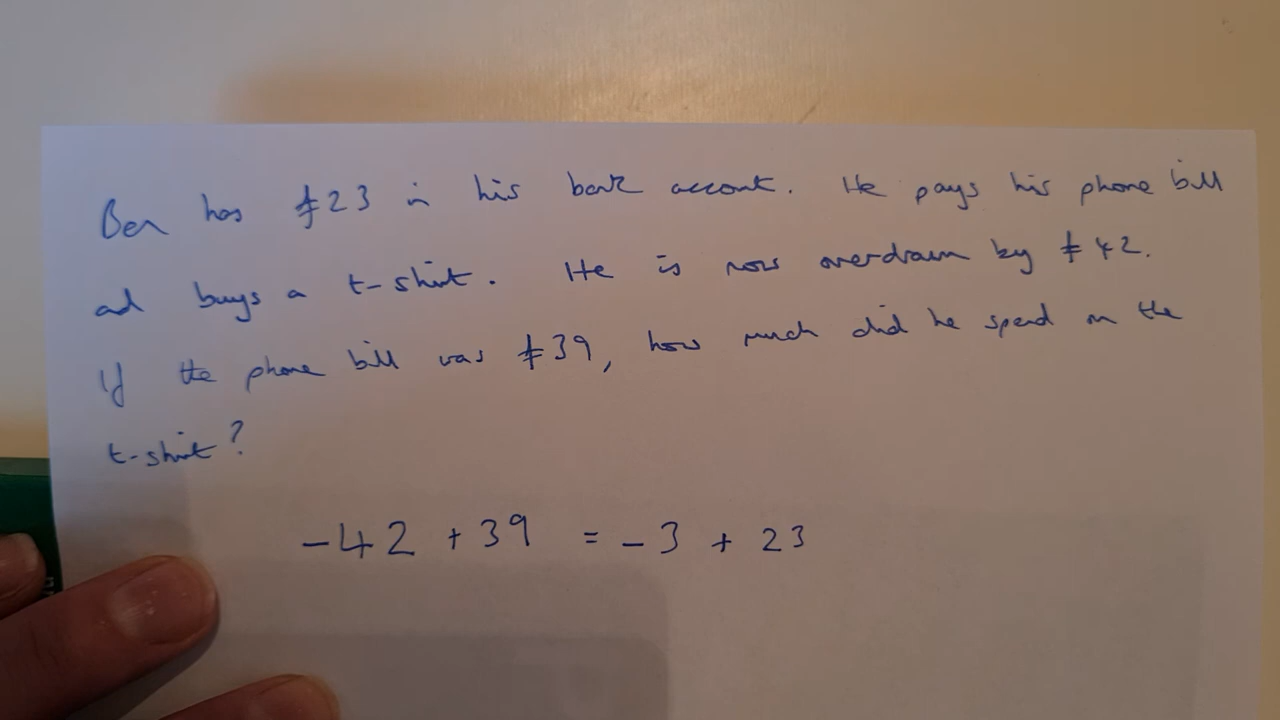 Ben has £23 in his bank account. He pays his phone bill
and buys a t-shirt. He is now overdrawn by £42.
If the phone bill was £39, how much did he spend on the
t-shirt?
-42 + 39 = -3 + 23